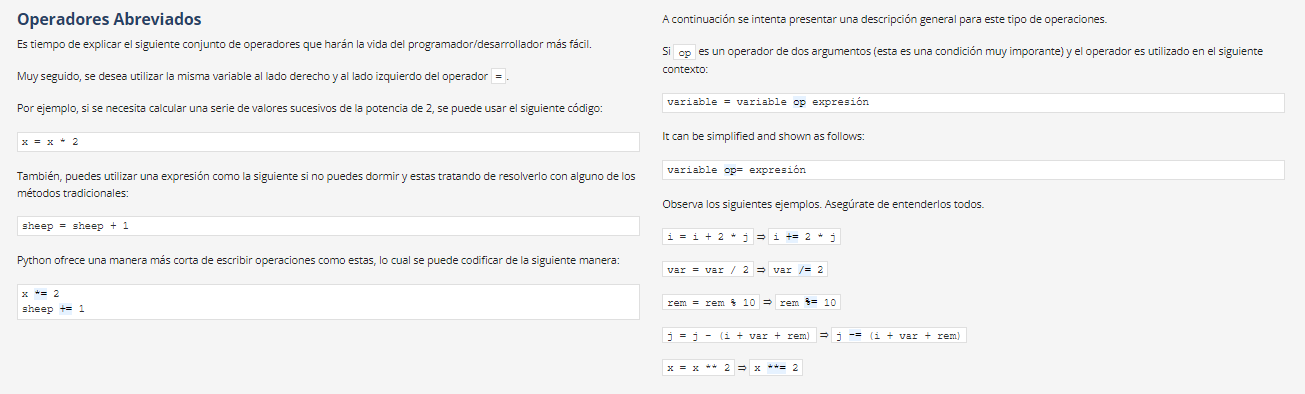 Operadores Abreviados
Es tiempo de explicar el siguiente conjunto de operadores que harán la vida del programador/desarrollador más fácil.
Muy seguido, se desea utilizar la misma variable al lado derecho y al lado izquierdo del operador = .
Por ejemplo, si se necesita calcular una serie de valores sucesivos de la potencia de 2, se puede usar el siguiente código:
x = x * 2
También, puedes utilizar una expresión como la siguiente si no puedes dormir y estas tratando de resolverlo con alguno de los
métodos tradicionales:
sheep = sheep + 1
Python ofrece una manera más corta de escribir operaciones como estas, lo cual se puede codificar de la siguiente manera:
x *= 2
sheep += 1
A continuación se intenta presentar una descripción general para este tipo de operaciones.
Si op es un operador de dos argumentos (esta es una condición muy imporante) y el operador es utilizado en el siguiente
contexto:
variable = variable op expresión
It can be simplified and shown as follows:
variable op= expresión
Observa los siguientes ejemplos. Asegúrate de entenderlos todos.
i = i + 2 * j ⇒ i += 2 * j
var = var / 2 ⇒ var /= 2
rem = rem % 10 ⇒ rem %= 10
j = j - (i + var + rem) ⇒ j -= (i + var + rem)
x = x ** 2 ⇒ x **= 2